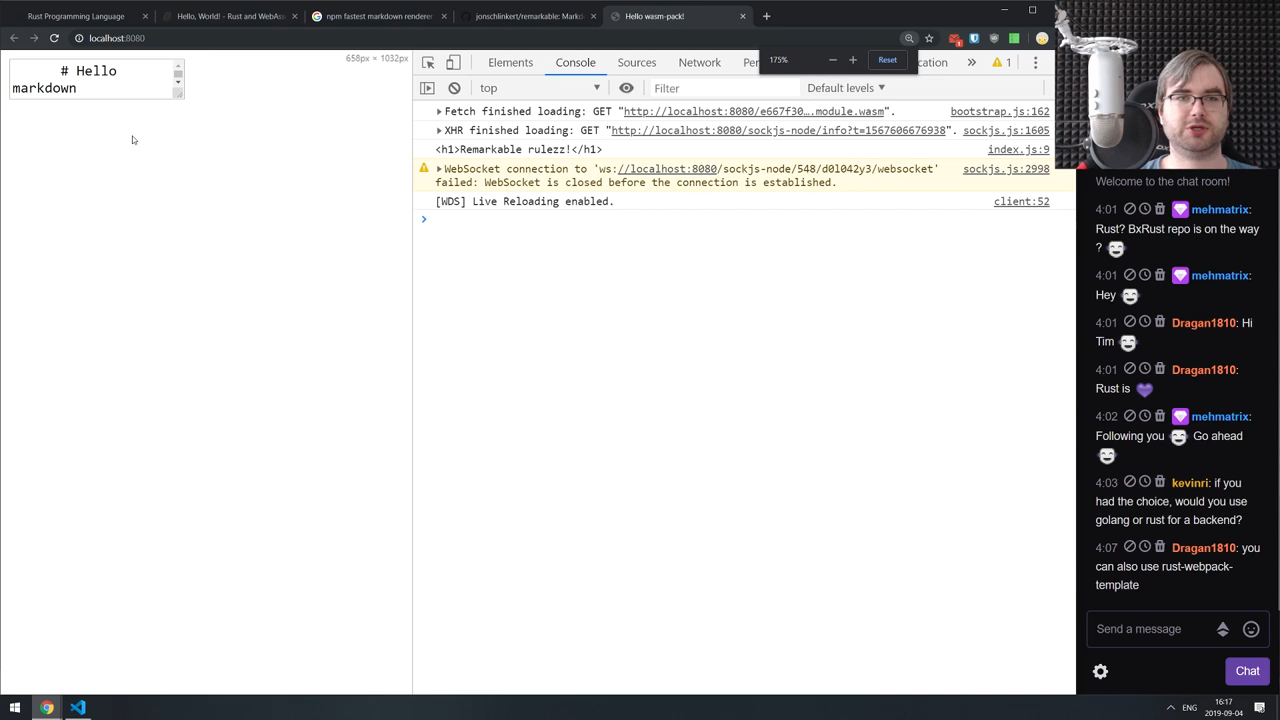 Rust Programming Language
Hello, World! - Rust and WebAss
npm fastest markdown renderer
jonschlinkert/remarkable: Markd
Hello wasm-pack!
localhost:8080
# Hello
markdown
658px × 1032px
Elements
Console
Sources
Network
Pe
175%
Reset
cation
1
top
Filter
Default levels
Fetch finished loading: GET "http://localhost:8080/e667f30….module.wasm".
bootstrap.js:162
XHR finished loading: GET "http://localhost:8080/sockjs-node/info?t=1567606676938".
sockjs.js:1605
<h1>Remarkable rulezz!</h1>
index.js:9
WebSocket connection to 'ws://localhost:8080/sockjs-node/548/d0l042y3/websocket'
sockjs.js:2998
failed: WebSocket is closed before the connection is established.
[WDS] Live Reloading enabled.
client:52
Welcome to the chat room!
4:01 mehmatrix:
Rust? BxRust repo is on the way
?
4:01 mehmatrix:
Hey
4:01 Dragan1810: Hi
Tim
4:01 Dragan1810:
Rust is
4:02 mehmatrix:
Following you Go ahead
4:03 kevinri: if you
had the choice, would you use
golang or rust for a backend?
4:07 Dragan1810: you
can also use rust-webpack-
template
Send a message
Chat
ENG
16:17
2019-09-04